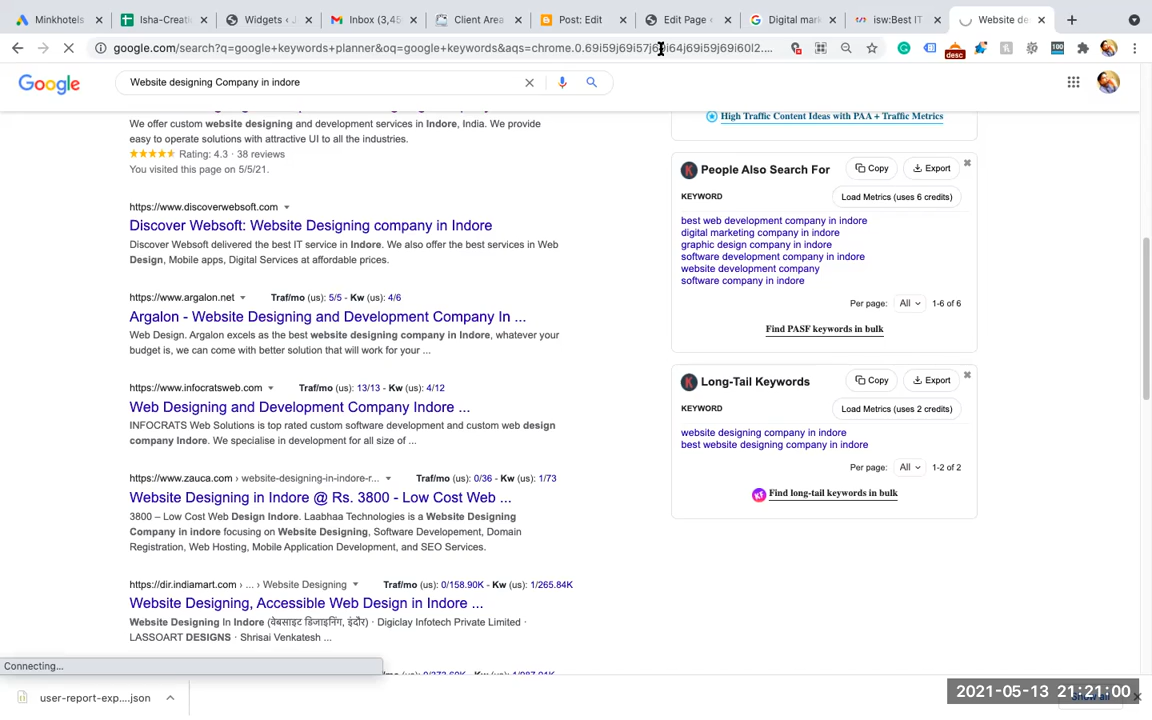 Minkhotels
Isha-Creati
Widgets ‹ J
Inbox (3,45
Client Area
Post: Edit
Edit Page ‹
Digital mark
isw:Best IT
Website de
google.com/search?q=google+keywords+planner&oq=google+keywords&aqs=chrome.0.69i59j69i57j69i64j69i59j69i60l2....
desc
100
Google
Website designing Company in indore
We offer custom website designing and development services in Indore, India. We provide
easy to operate solutions with attractive UI to all the industries.
Rating: 4.3 · 38 reviews
You visited this page on 5/5/21.
https://www.discoverwebsoft.com
Discover Websoft: Website Designing company in Indore
Discover Websoft delivered the best IT service in Indore. We also offer the best services in Web
Design, Mobile apps, Digital Services at affordable prices.
https://www.argalon.net Traf/mo (us): 5/5 - Kw (us): 4/6
Argalon - Website Designing and Development Company In ...
Web Design. Argalon excels as the best website designing company in Indore, whatever your
budget is, we can come with better solution that will work for your ...
https://www.infocratsweb.com Traf/mo (us): 13/13 - Kw (us): 4/12
Web Designing and Development Company Indore ...
INFOCRATS Web Solutions is top rated custom software development and custom web design
company Indore. We specialise in development for all size of ...
https://www.zauca.com › website-designing-in-indore-r... Traf/mo (us): 0/36 - Kw (us): 1/73
Website Designing in Indore @ Rs. 3800 - Low Cost Web ...
3800 – Low Cost Web Design Indore. Laabhaa Technologies is a Website Designing
Company in indore focusing on Website Designing, Software Developement, Domain
Registration, Web Hosting, Mobile Application Development, and SEO Services.
https://dir.indiamart.com › ... › Website Designing Traf/mo (us): 0/158.90K - Kw (us): 1/265.84K
Website Designing, Accessible Web Design in Indore ...
Website Designing In Indore (वेबसाइट डिजाइनिंग, इंदौर) · Digiclay Infotech Private Limited ·
LASSOART DESIGNS · Shrisai Venkatesh ...
High Traffic Content Ideas with PAA + Traffic Metrics
People Also Search For
Copy
Export
KEYWORD
Load Metrics (uses 6 credits)
best web development company in indore
digital marketing company in indore
graphic design company in indore
software development company in indore
website development company
software company in indore
Per page: All 1-6 of 6
Find PASF keywords in bulk
Long-Tail Keywords
Copy
Export
KEYWORD
Load Metrics (uses 2 credits)
website designing company in indore
best website designing company in indore
Per page: All 1-2 of 2
Find long-tail keywords in bulk
Connecting...
user-report-exp....json
2021-05-13 21:21:00